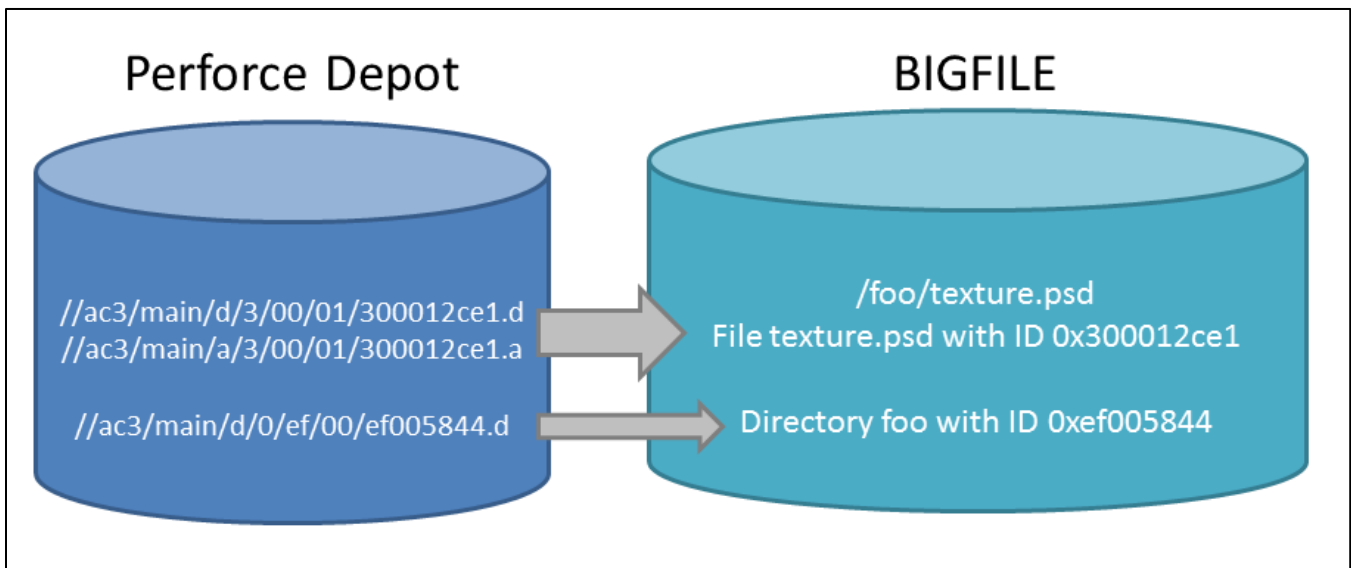 Perforce Depot
BIGFILE
//ac3/main/d/3/00/01/300012ce1.d
//ac3/main/a/3/00/01/300012ce1.a
//ac3/main/d/0/ef/00/ef005844.d
/foo/texture.psd
File texture.psd with ID 0x300012ce1
Directory foo with ID 0xef005844